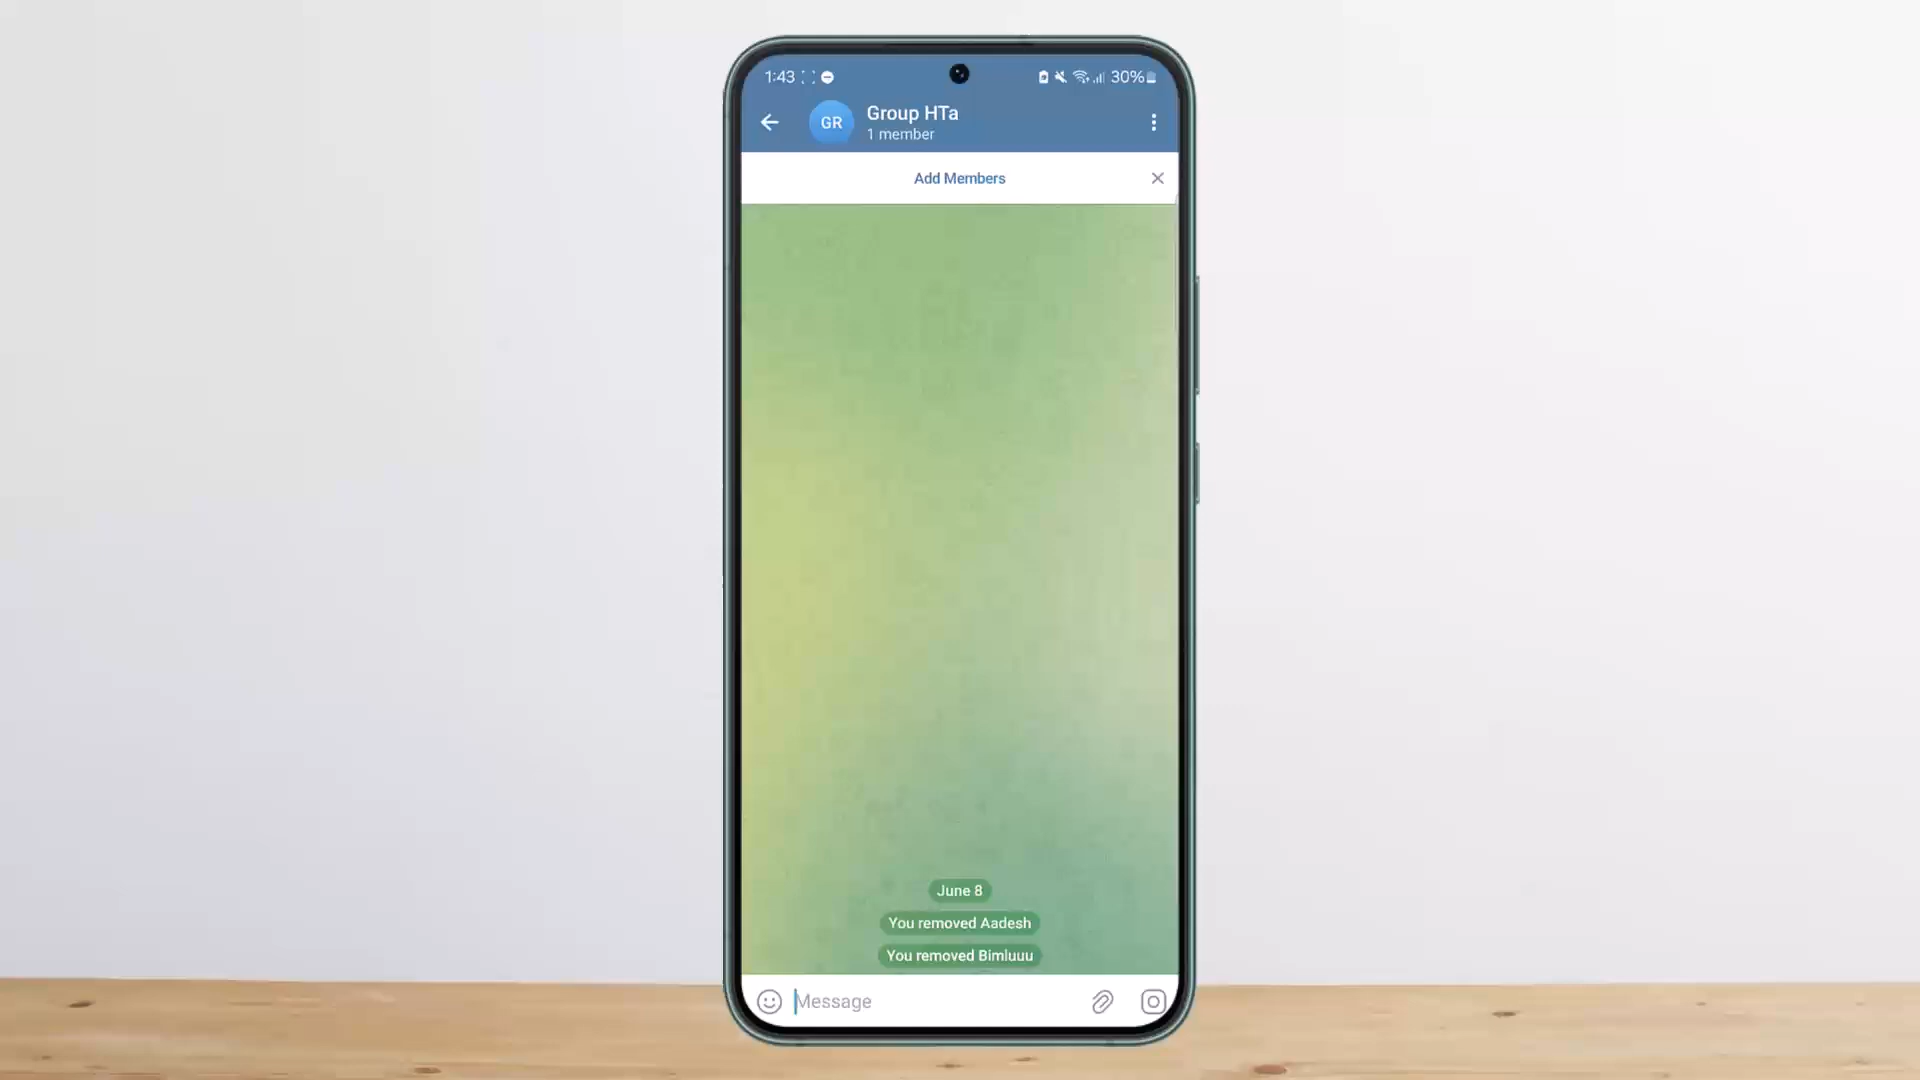 1:43
30%
GR
Group HTa
1 member
Add Members
June 8
You removed Aadesh
You removed Bimluuu
Message